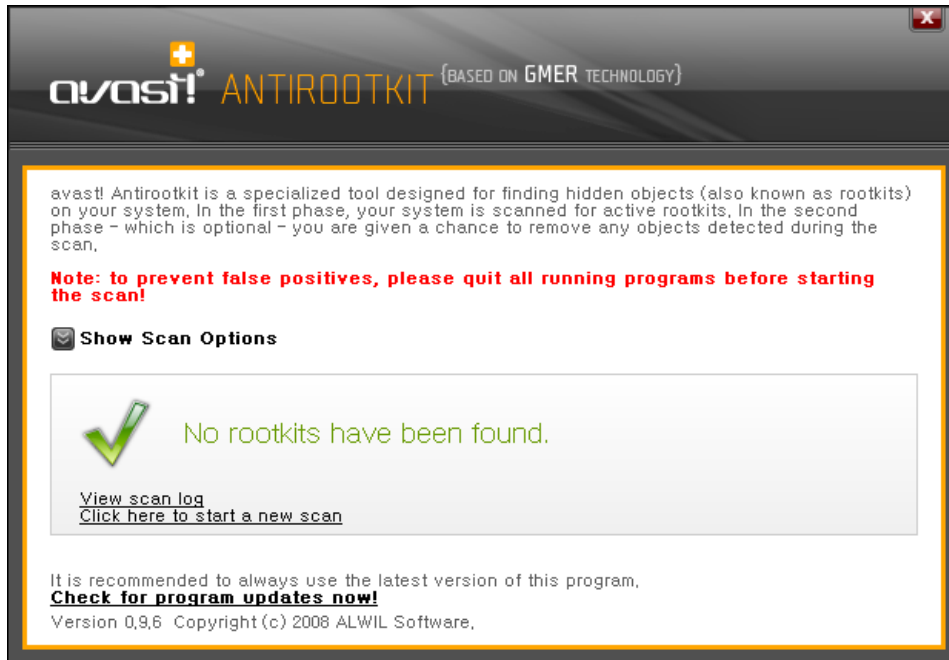 avast! ANTIROOTKIT {BASED ON GMER TECHNOLOGY}
avast! Antirootkit is a specialized tool designed for finding hidden objects (also known as rootkits)
on your system. In the first phase, your system is scanned for active rootkits. In the second
phase - which is optional - you are given a chance to remove any objects detected during the
scan.
Note: to prevent false positives, please quit all running programs before starting
the scan!
Show Scan Options
No rootkits have been found.
View scan log
Click here to start a new scan
It is recommended to always use the latest version of this program.
Check for program updates now!
Version 0.9.6 Copyright (c) 2008 ALWIL Software.